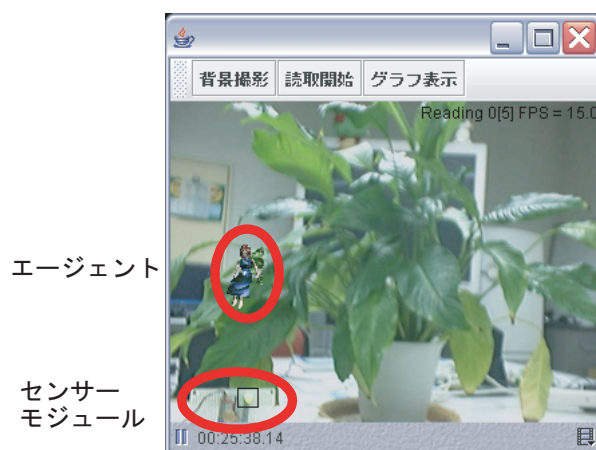 背景撮影 読取開始 グラフ表示
Reading 0[5] FPS = 15.0
エージェント
センサー
モジュール
00:25:38.14